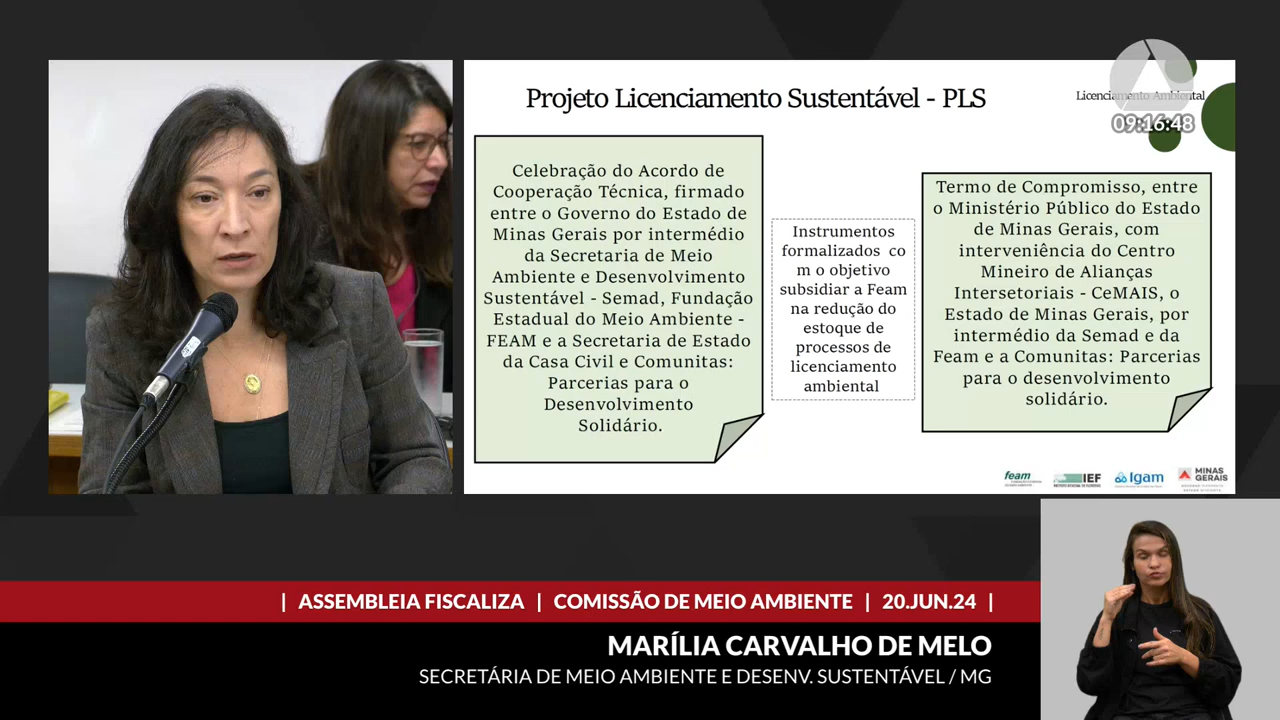 Projeto Licenciamento Sustentável - PLS
Licenciamento Ambiental
09:16:48
Celebração do Acordo de
Cooperação Técnica, firmado
entre o Governo do Estado de
Minas Gerais por intermédio
da Secretaria de Meio
Ambiente e Desenvolvimento
Sustentável - Semad, Fundação
Estadual do Meio Ambiente -
FEAM e a Secretaria de Estado
da Casa Civil e Comunitas:
Parcerias para o
Desenvolvimento
Solidário.
Instrumentos
formalizados co
m o objetivo
subsidiar a Feam
na redução do
estoque de
processos de
licenciamento
ambiental
Termo de Compromisso, entre
o Ministério Público do Estado
de Minas Gerais, com
interveniência do Centro
Mineiro de Alianças
Intersetoriais - CeMAIS, o
Estado de Minas Gerais, por
intermédio da Semad e da
Feam e a Comunitas: Parcerias
para o desenvolvimento
solidário.
feam
IEF
Igam
MINAS
GERAIS
| ASSEMBLEIA FISCALIZA | COMISSÃO DE MEIO AMBIENTE | 20.JUN.24 |
MARÍLIA CARVALHO DE MELO
SECRETÁRIA DE MEIO AMBIENTE E DESENV. SUSTENTÁVEL / MG